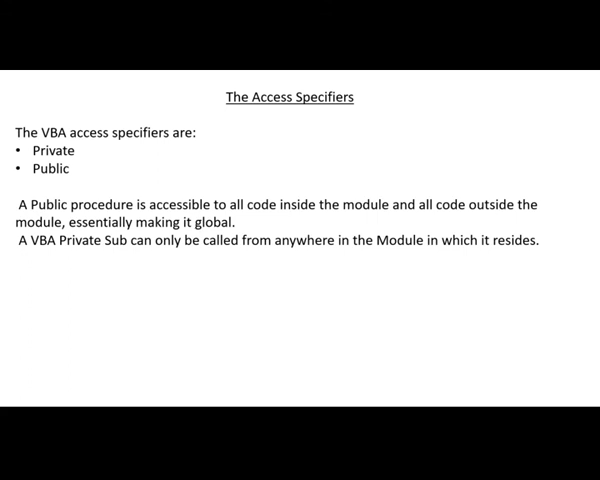 The Access Specifiers
The VBA access specifiers are:
• Private
• Public
A Public procedure is accessible to all code inside the module and all code outside the
module, essentially making it global.
A VBA Private Sub can only be called from anywhere in the Module in which it resides.